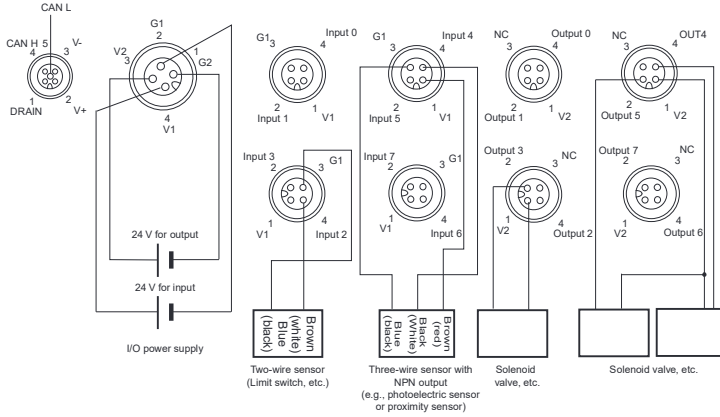 CAN L
CAN H 5
4
3
V-
1
DRAIN
2
V+
G1
2
V2
3
1
G2
4
V1
G1
3
Input 0
4
2
Input 1
1
V1
G1
3
Input 4
4
2
Input 5
1
V1
NC
3
Output 0
4
2
Output 1
1
V2
NC
3
OUT4
4
2
Output 5
1
V2
Input 3
2
G1
3
1
V1
4
Input 2
Input 7
2
G1
3
1
V1
4
Input 6
Output 3
2
NC
3
1
V2
4
Output 2
Output 7
2
NC
3
1
V2
4
Output 6
24 V for output
24 V for input
I/O power supply
Brown
(white)
Blue
(black)
Brown
(red)
Black
(White)
Blue
(black)
Two-wire sensor
(Limit switch, etc.)
Three-wire sensor with
NPN output
(e.g., photoelectric sensor
or proximity sensor)
Solenoid
valve, etc.
Solenoid valve, etc.